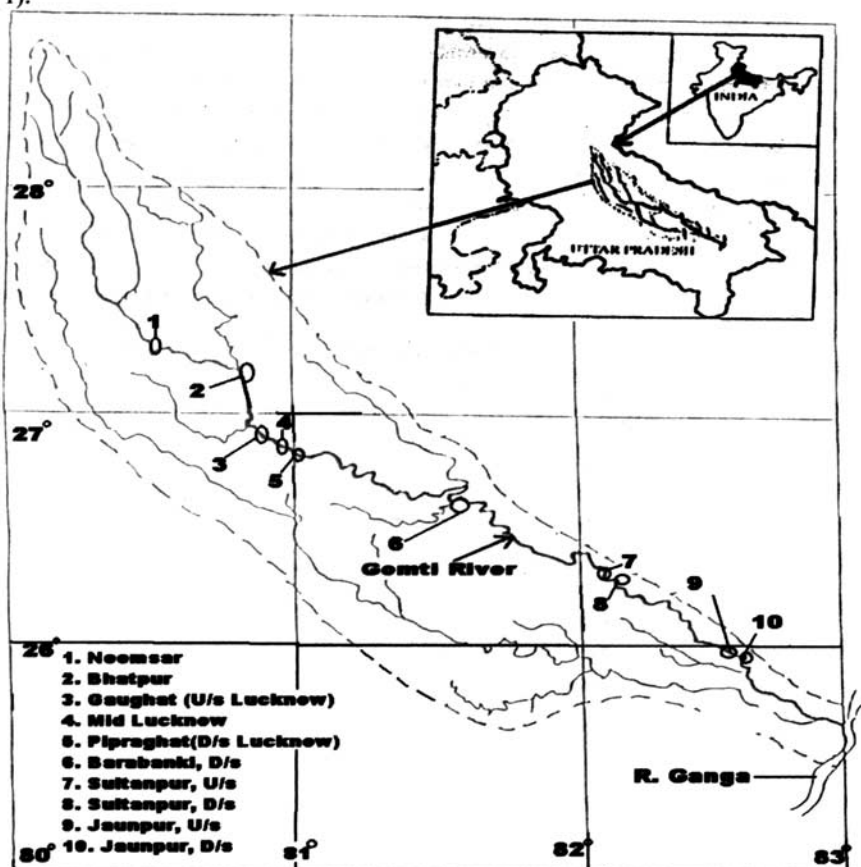 1).
INDIA
UTTAR PRADESH
28°
1
2
27°
3
4
5
6
Gomti River
7
8
9
10
26°
1. Neemsar
2. Bhatpur
3. Gaughat (U/s Lucknow)
4. Mid Lucknow
5. Pipraghat(D/s Lucknow)
6. Barabanki, D/s
7. Sultanpur, U/s
8. Sultanpur, D/s
9. Jaunpur, U/s
10. Jaunpur, D/s
R. Ganga
80°
81°
82°
83°